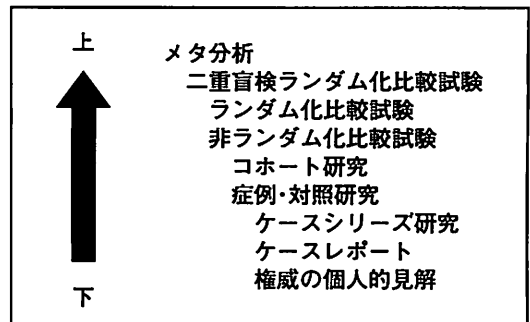 上
メタ分析
二重盲検ランダム化比較試験
ランダム化比較試験
非ランダム化比較試験
コホート研究
症例・対照研究
ケースシリーズ研究
ケースレポート
権威の個人的見解
下